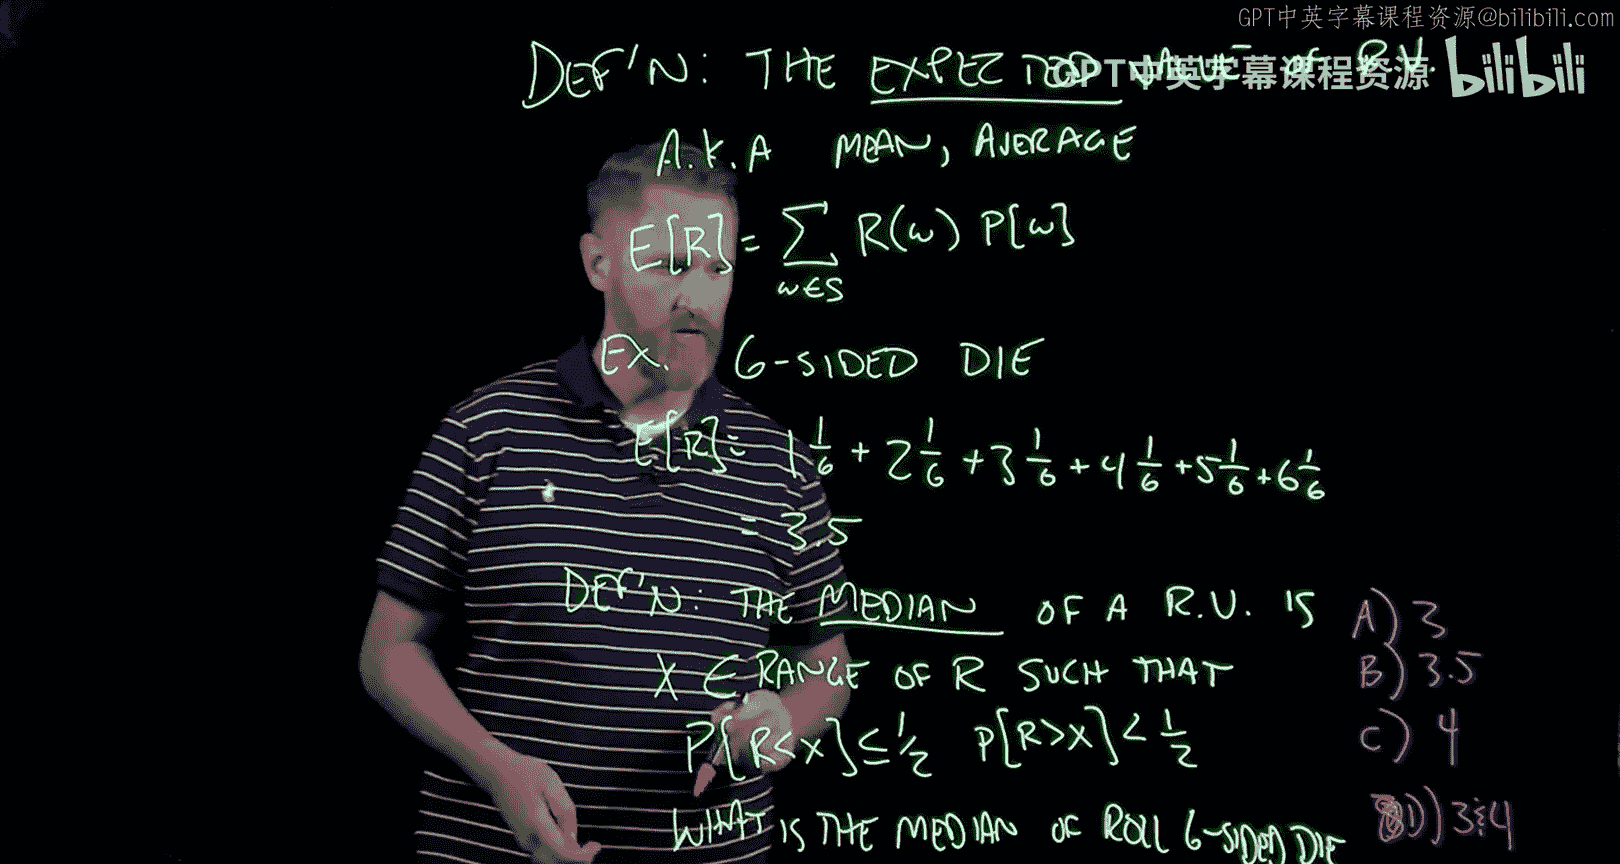 GPT中英字幕课程资源@bilibili.com
DEF'N: THE EXPECTED VALUE OF R.V.
GPT中英字幕课程资源 bilibili
A.K.A MEAN, AVERAGE
E[R] = ∑ R(ω) P[ω]
ω∈S
EX. 6-SIDED DIE
E[R] = 1 1/6 + 2 1/6 + 3 1/6 + 4 1/6 + 5 1/6 + 6 1/6
= 3.5
DEF'N: THE MEDIAN OF A R.V. IS
X ∈ RANGE OF R SUCH THAT
P[R<X] ≤ 1/2 P[R>X] < 1/2
WHAT IS THE MEDIAN OF ROLL 6-SIDED DIE
A) 3
B) 3.5
C) 4
D) 3 & 4